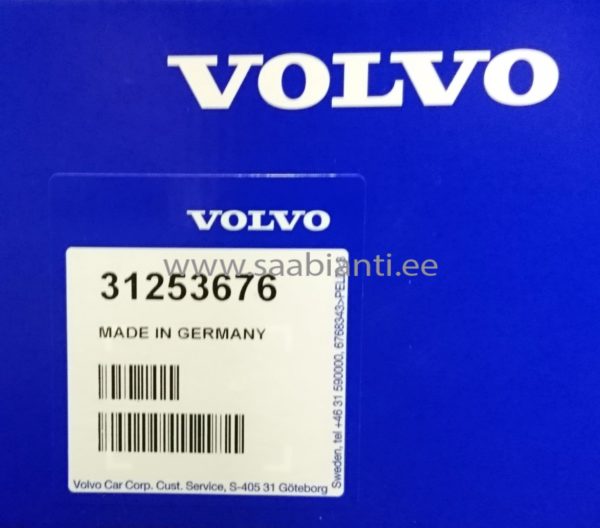 VOLVO
VOLVO
www.saabianti.ee
31253676
MADE IN GERMANY
Volvo Car Corp. Cust. Service, S-405 31 Göteborg
Sweden, tel +46 31 590000, 6768343>